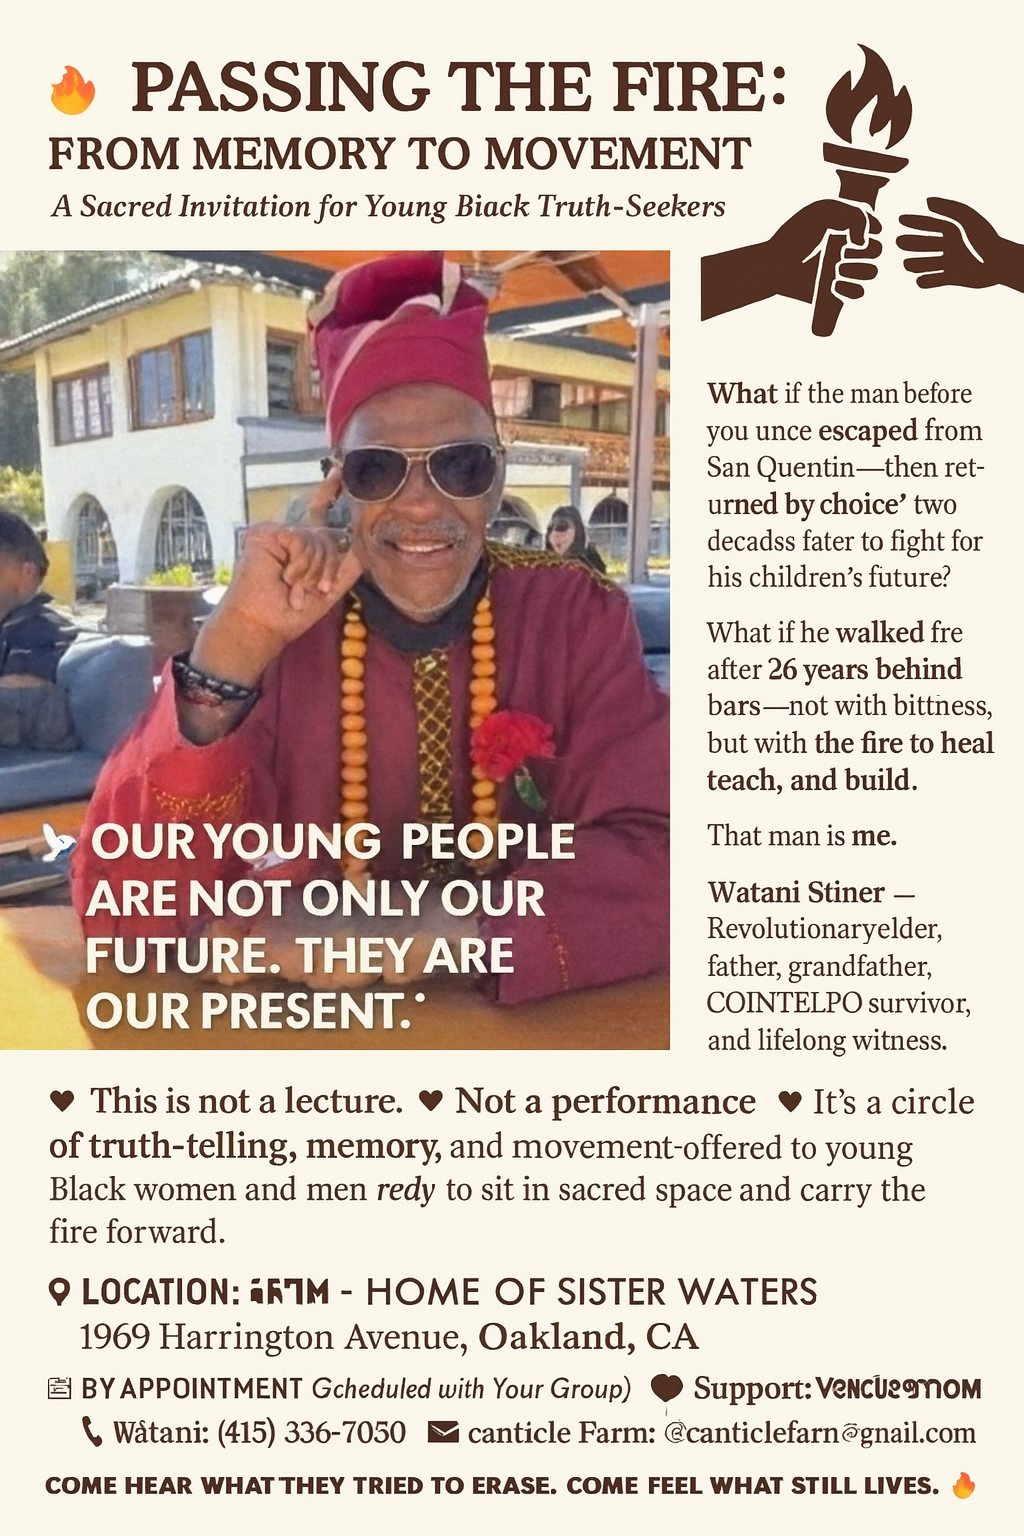 PASSING THE FIRE:
FROM MEMORY TO MOVEMENT
A Sacred Invitation for Young Biack Truth-Seekers
What if the man before
you unce escaped from
San Quentin—then ret-
urned by choice’ two
decadss fater to fight for
his children’s future?
What if he walked fre
after 26 years behind
bars—not with bittness,
but with the fire to heal
teach, and build.
That man is me.
Watani Stiner —
Revolutionaryelder,
father, grandfather,
COINTELPO survivor,
and lifelong witness.
OUR YOUNG PEOPLE
ARE NOT ONLY OUR
FUTURE. THEY ARE
OUR PRESENT.
♥ This is not a lecture. ♥ Not a performance ♥ It’s a circle
of truth-telling, memory, and movement-offered to young
Black women and men redy to sit in sacred space and carry the
fire forward.
LOCATION: - HOME OF SISTER WATERS
1969 Harrington Avenue, Oakland, CA
BY APPOINTMENT Gcheduled with Your Group) Support:
Wåtani: (415) 336-7050 canticle Farm: @canticlefarn@gnail.com
COME HEAR WHAT THEY TRIED TO ERASE. COME FEEL WHAT STILL LIVES.